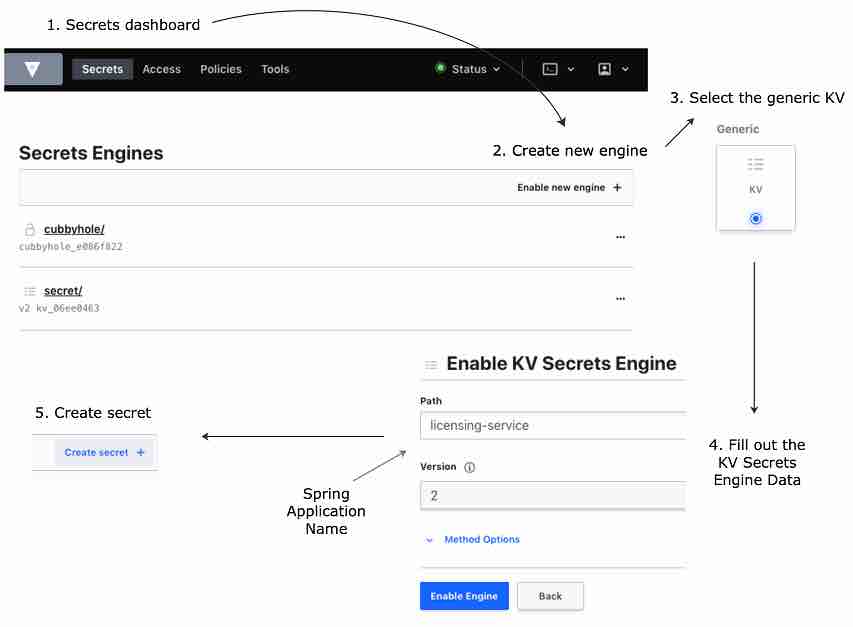 1. Secrets dashboard
Secrets Access Policies Tools Status
3. Select the generic KV
Generic
KV
Secrets Engines
2. Create new engine
Enable new engine +
cubbyhole/
cubbyhole_e086f822
secret/
v2 kv_06ee0463
Enable KV Secrets Engine
Path
licensing-service
Version
2
Method Options
Enable Engine Back
4. Fill out the
KV Secrets
Engine Data
Spring
Application
Name
5. Create secret
Create secret +